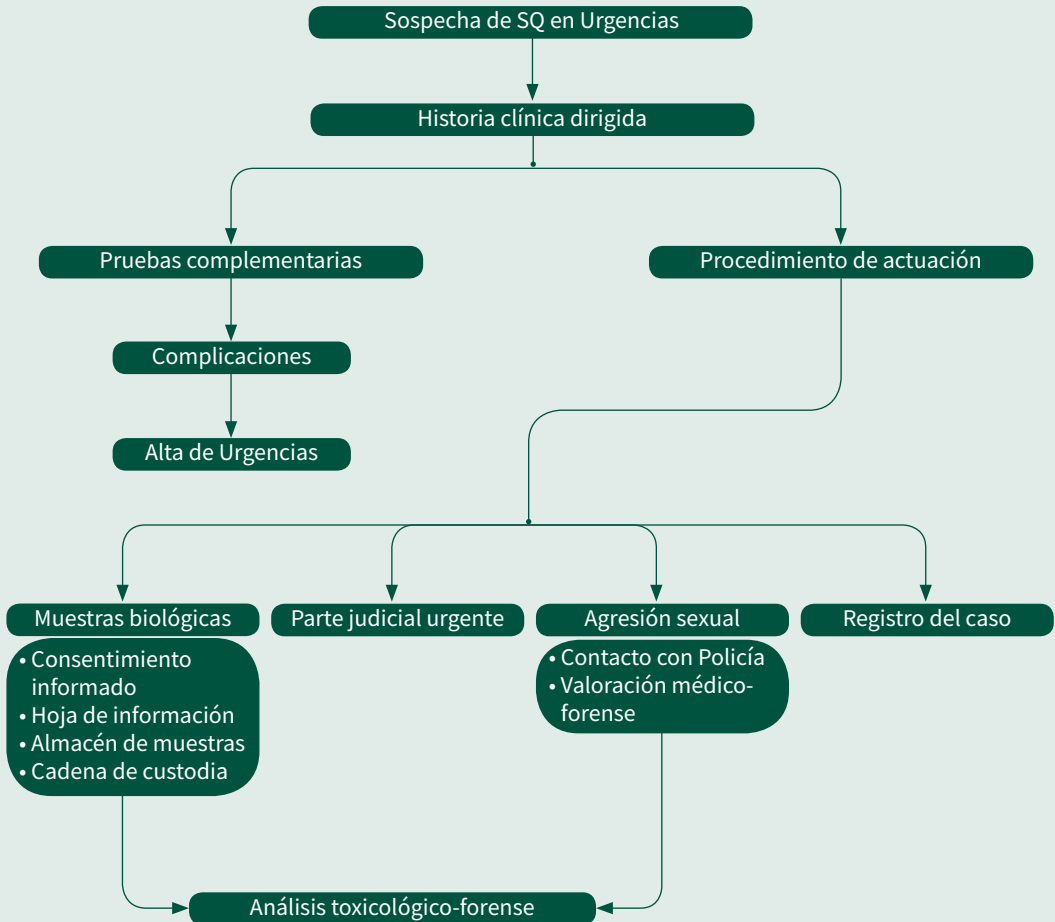 Sospecha de SQ en Urgencias
Historia clínica dirigida
Pruebas complementarias
Procedimiento de actuación
Complicaciones
Alta de Urgencias
Muestras biológicas
• Consentimiento
informado
• Hoja de información
• Almacén de muestras
• Cadena de custodia
Parte judicial urgente
Agresión sexual
• Contacto con Policía
• Valoración médico-
forense
Registro del caso
Análisis toxicológico-forense